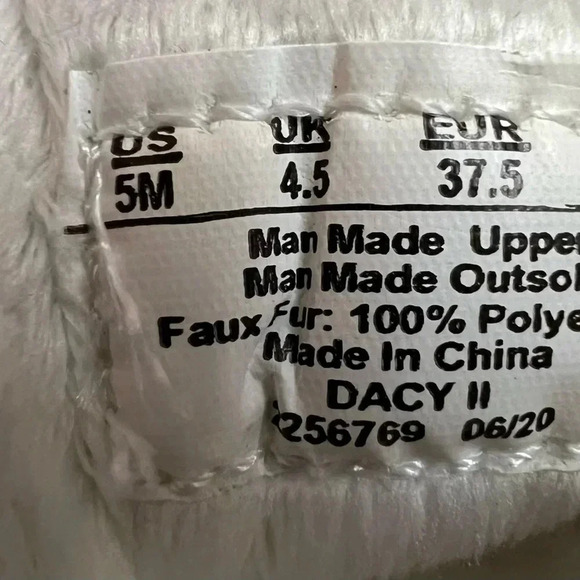 US UK EUR
5M 4.5 37.5
Man Made Upper
Man Made Outsol
Faux Fur: 100% Polye
Made In China
DACY II
256769 06/20